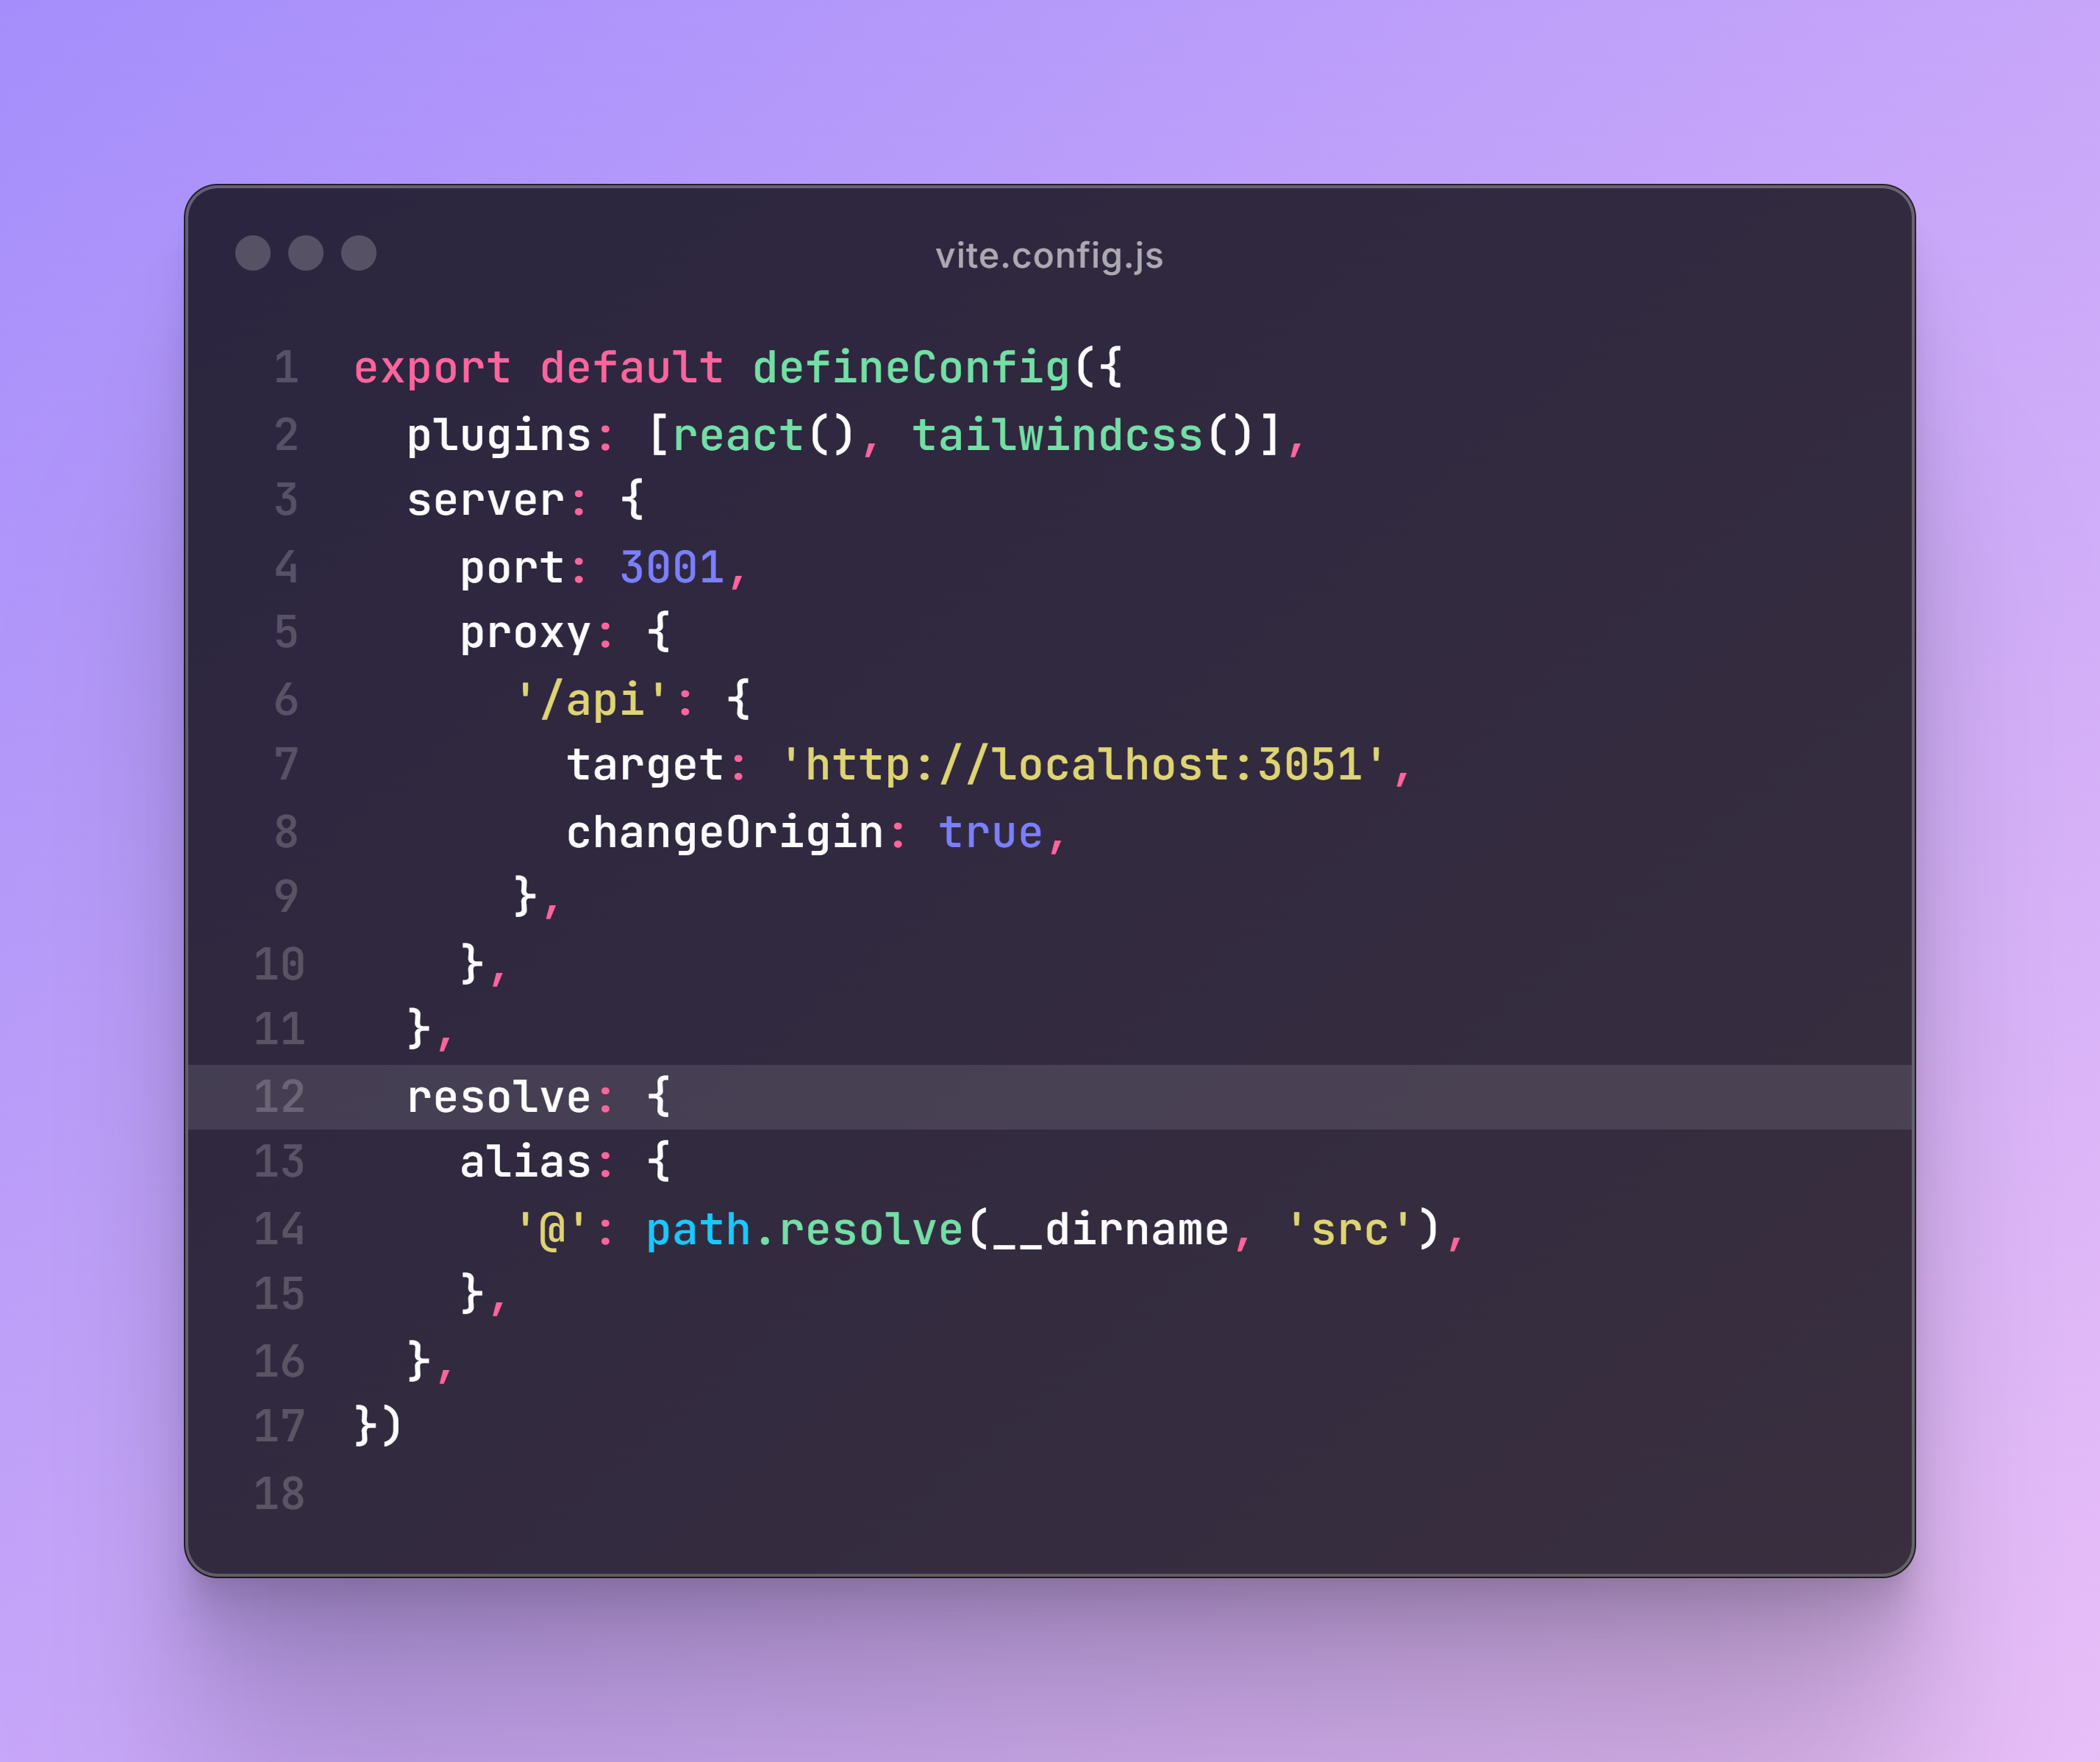 vite.config.js
1 export default defineConfig({
2   plugins: [react(), tailwindcss()],
3   server: {
4     port: 3001,
5     proxy: {
6       '/api': {
7         target: 'http://localhost:3051',
8         changeOrigin: true,
9       },
10     },
11   },
12   resolve: {
13     alias: {
14       '@': path.resolve(__dirname, 'src'),
15     },
16   },
17 })
18